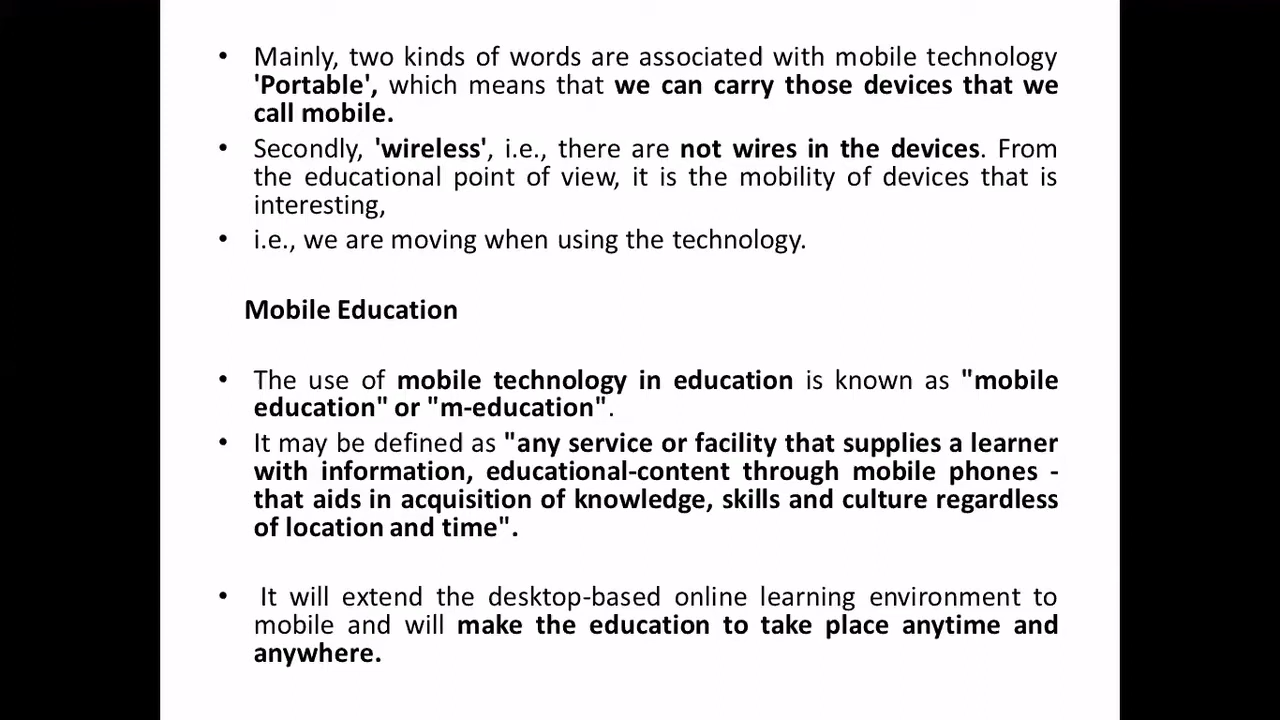 • Mainly, two kinds of words are associated with mobile technology
'Portable', which means that we can carry those devices that we
call mobile.
• Secondly, 'wireless', i.e., there are not wires in the devices. From
the educational point of view, it is the mobility of devices that is
interesting,
• i.e., we are moving when using the technology.
Mobile Education
• The use of mobile technology in education is known as "mobile
education" or "m-education".
• It may be defined as "any service or facility that supplies a learner
with information, educational-content through mobile phones -
that aids in acquisition of knowledge, skills and culture regardless
of location and time".
• It will extend the desktop-based online learning environment to
mobile and will make the education to take place anytime and
anywhere.